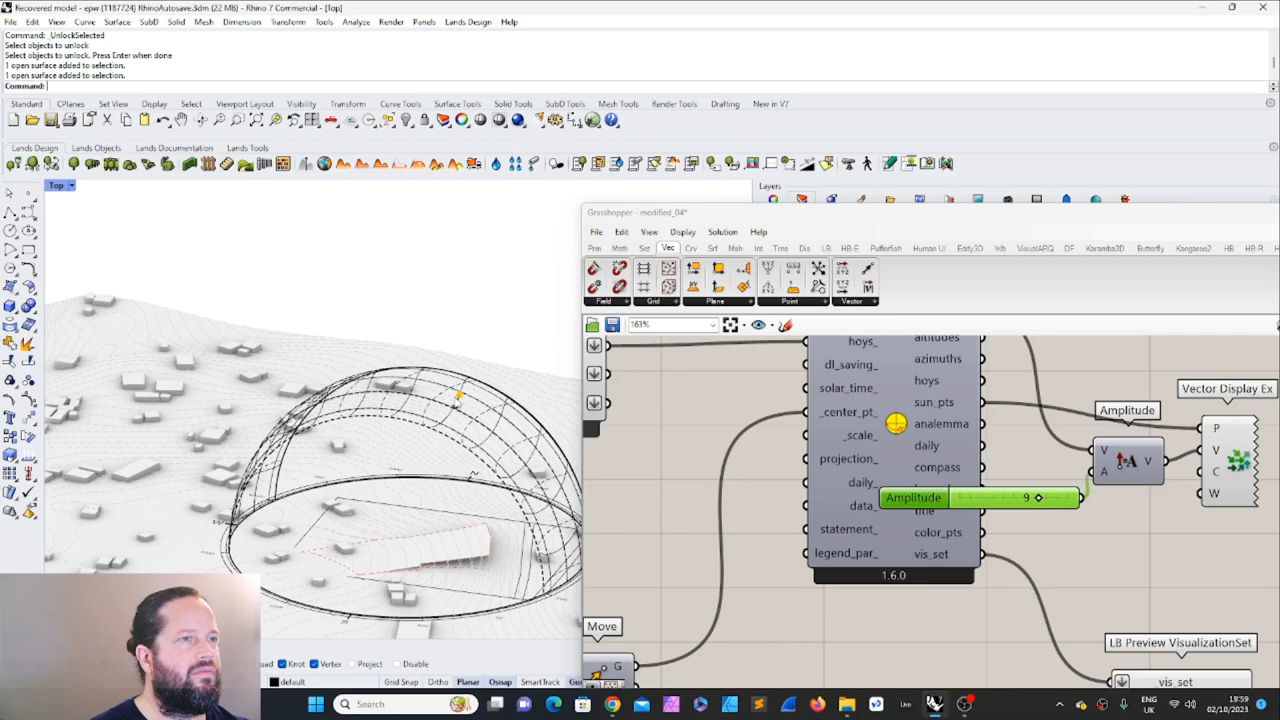 Recovered model - epw (1187724) RhinoAutosave.3dm (22 MB) - Rhino 7 Commercial - [Top]
File Edit View Curve Surface SubD Solid Mesh Dimension Transform Tools Analyze Render Panels Lands Design Help
Command: _UnlockSelected
Select objects to unlock
Select objects to unlock. Press Enter when done
1 open surface added to selection.
1 open surface added to selection.
Command:
Standard CPlanes Set View Display Select Viewport Layout Visibility Transform Curve Tools Surface Tools Solid Tools SubD Tools Mesh Tools Render Tools Drafting New in V7
Lands Design Lands Objects Lands Documentation Lands Tools
Top
Layers
Grasshopper - modified_04*
File Edit View Display Solution Help
Prm Math Set Vec Crv Srf Msh Int Trns Dis LB HB-E Pufferfish Human UI Eddy3D Wb VisualARQ DF Karamba3D Butterfly Kangaroo2 HB HB-R
Field Grid Plane Point Vector
163%
hoys_ altitudes
dl_saving_ azimuths
solar_time_ hoys
_center_pt_ sun_pts
_scale_ analemma
projection_ daily
daily_ compass
data_
statement_ title
legend_par_ color_pts
vis_set
1.6.0
Amplitude 9
Amplitude
V A V
Vector Display Ex
P
V
C
W
Move
G
LB Preview VisualizationSet
_vis_set
Knot Vertex Project Disable
default Grid Snap Ortho Planar Osnap SmartTrack
Search
Live
ENG
UK
19:59
02/10/2023